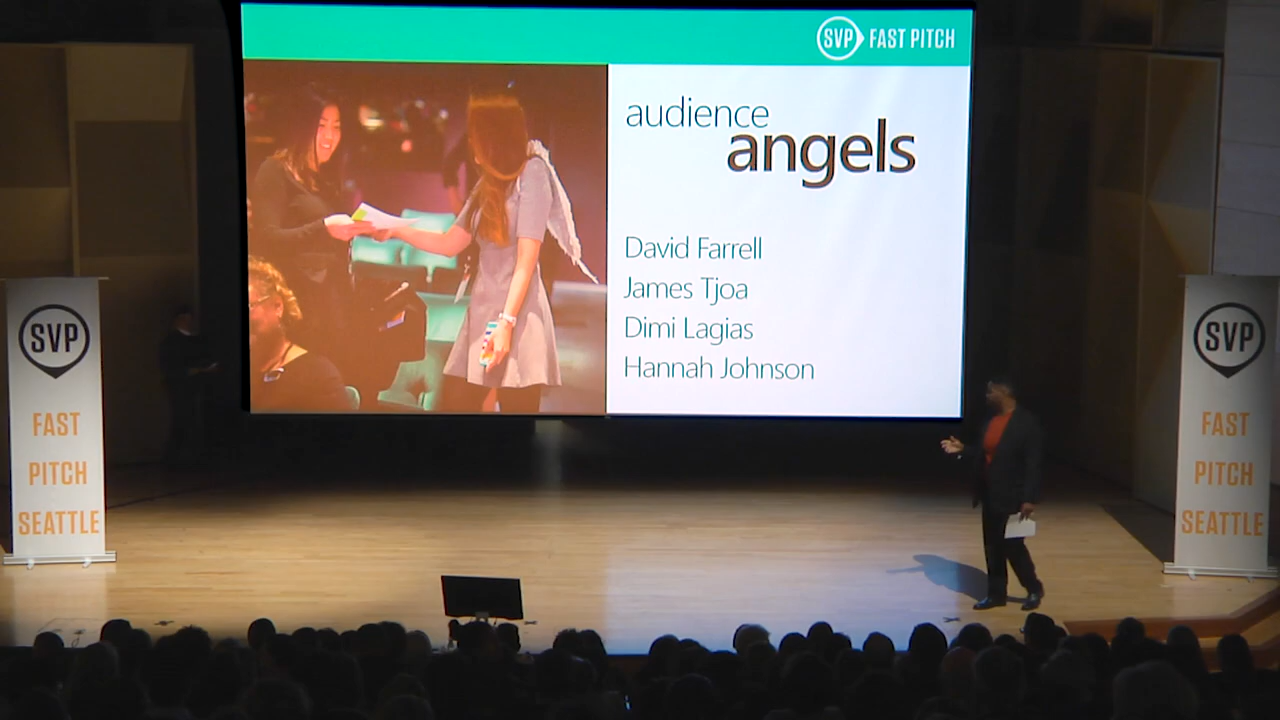 SVP FAST PITCH
audience
angels
David Farrell
James Tjoa
Dimi Lagias
Hannah Johnson
SVP
FAST
PITCH
SEATTLE
SVP
FAST
PITCH
SEATTLE